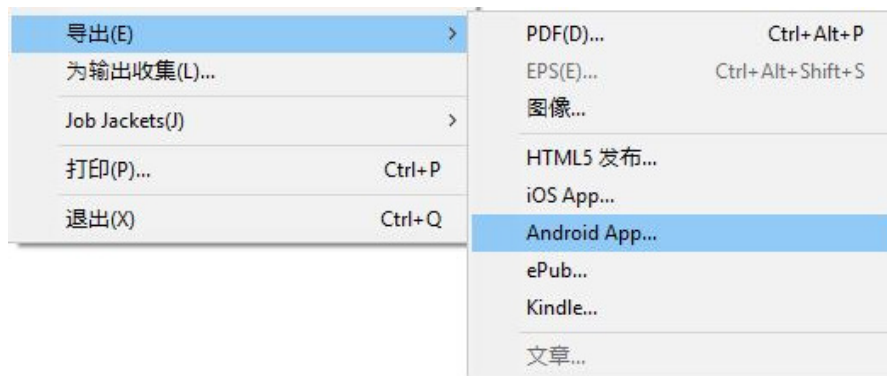 导出(E) >
为输出收集(L)...
Job Jackets(J) >
打印(P)... Ctrl+P
退出(X) Ctrl+Q
PDF(D)... Ctrl+Alt+P
EPS(E)... Ctrl+Alt+Shift+S
图像...
HTML5 发布...
iOS App...
Android App...
ePub...
Kindle...
文章...